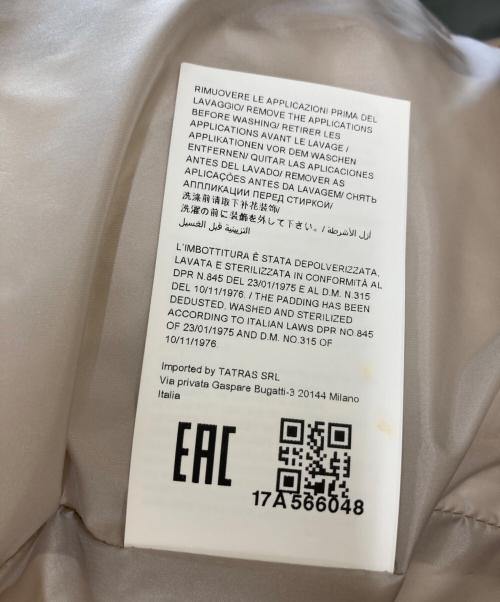 RIMUOVERE LE APPLICAZIONI PRIMA DEL
LAVAGGIO/ REMOVE THE APPLICATIONS
BEFORE WASHING/ RETIRER LES
APPLICATIONS AVANT LE LAVAGE /
APPLIKATIONEN VOR DEM WASCHEN
ENTFERNEN/ QUITAR LAS APLICACIONES
ANTES DEL LAVADO/ REMOVER AS
APLICAÇÕES ANTES DA LAVAGEM/ СНЯТЬ
АППЛИКАЦИИ ПЕРЕД СТИРКОЙ/
洗涤前请取下补花装饰/
洗濯の前に装飾を外して下さい。/ أزل الأشرطة
التزيينية قبل الغسيل
L'IMBOTTITURA È STATA DEPOLVERIZZATA,
LAVATA E STERILIZZATA IN CONFORMITÀ AL
DPR N.845 DEL 23/01/1975 E AL D.M. N.315
DEL 10/11/1976. / THE PADDING HAS BEEN
DEDUSTED, WASHED AND STERILIZED
ACCORDING TO ITALIAN LAWS DPR NO.845
OF 23/01/1975 AND D.M. NO.315 OF
10/11/1976
Imported by TATRAS SRL
Via privata Gaspare Bugatti-3 20144 Milano
Italia
EAC
17A566048